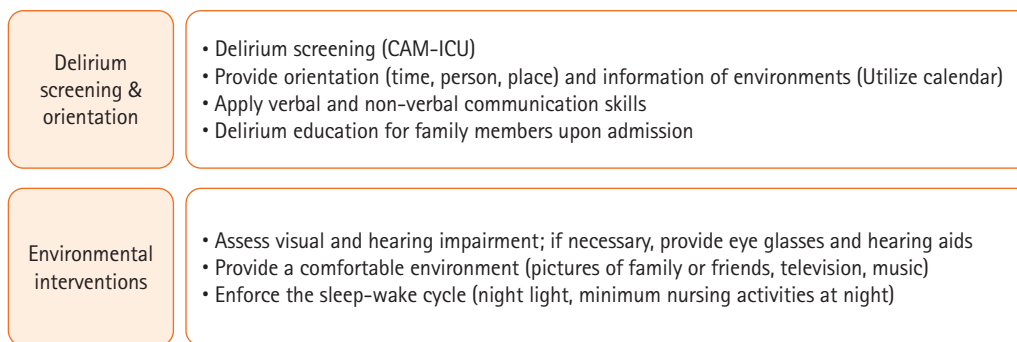 Delirium
screening &
orientation
• Delirium screening (CAM-ICU)
• Provide orientation (time, person, place) and information of environments (Utilize calendar)
• Apply verbal and non-verbal communication skills
• Delirium education for family members upon admission
Environmental
interventions
• Assess visual and hearing impairment; if necessary, provide eye glasses and hearing aids
• Provide a comfortable environment (pictures of family or friends, television, music)
• Enforce the sleep-wake cycle (night light, minimum nursing activities at night)